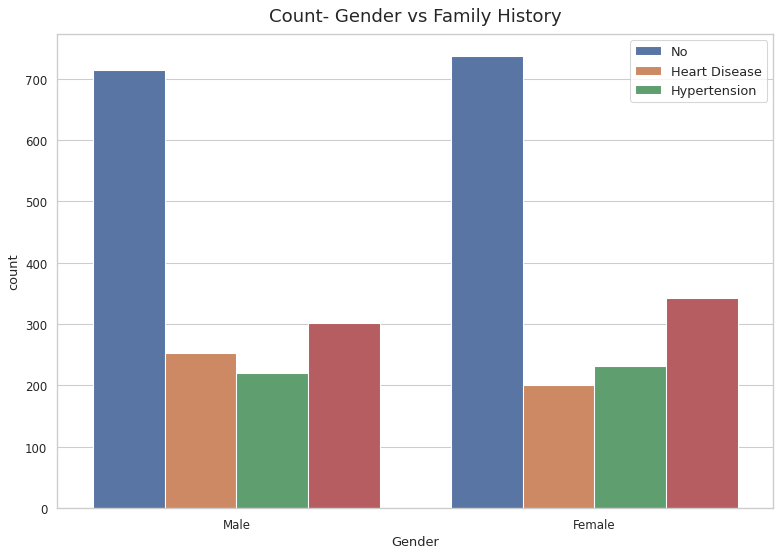 Count- Gender vs Family History
No
Heart Disease
Hypertension
700
600
500
400
300
200
100
0
count
Male
Female
Gender